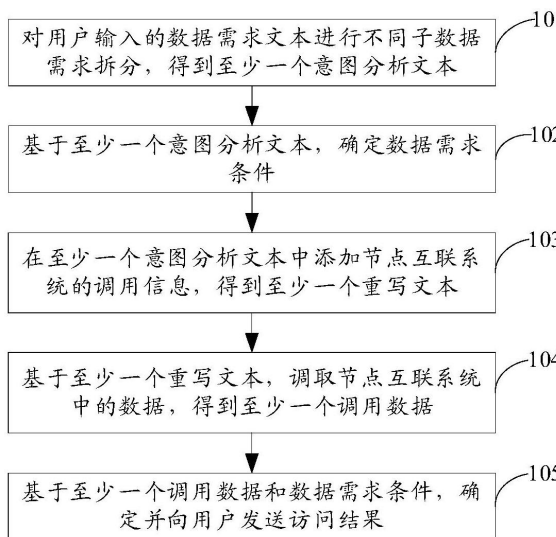 101
对用户输入的数据需求文本进行不同子数据
需求拆分，得到至少一个意图分析文本
102
基于至少一个意图分析文本，确定数据需求
条件
103
在至少一个意图分析文本中添加节点互联系
统的调用信息，得到至少一个重写文本
104
基于至少一个重写文本，调取节点互联系统
中的数据，得到至少一个调用数据
105
基于至少一个调用数据和数据需求条件，确
定并向用户发送访问结果